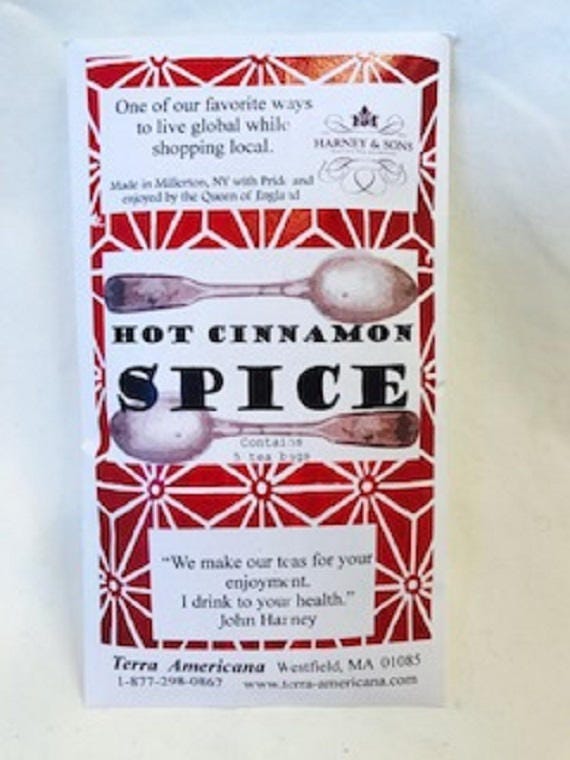 One of our favorite ways
to live global while
shopping local.
HARNEY & SONS
Made in Millerton, NY with Pride and
enjoyed by the Queen of England
HOT CINNAMON
SPICE
Contains
5 tea bags
“We make our teas for your
enjoyment.
I drink to your health.”
John Harney
Terra Americana Westfield, MA 01085
1-877-298-0867 www.terra-americana.com